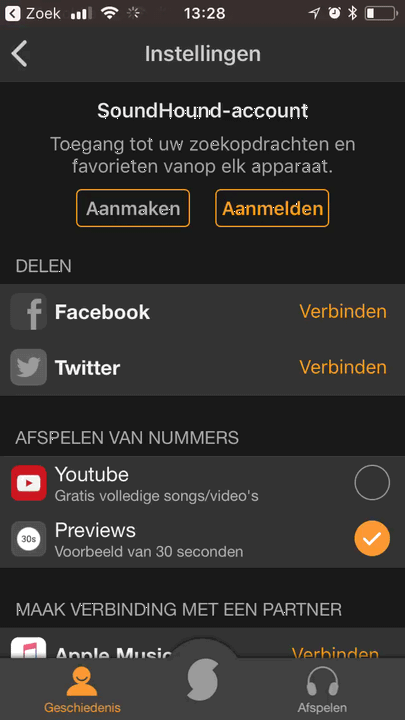 Zoek 13:28
Instellingen
SoundHound-account
Toegang tot uw zoekopdrachten en
favorieten vanop elk apparaat.
Aanmaken Aanmelden
DELEN
f Facebook Verbinden
Twitter Verbinden
AFSPELEN VAN NUMMERS
Youtube
Gratis volledige songs/video's
30s Previews
Voorbeeld van 30 seconden
MAAK VERBINDING MET EEN PARTNER
Apple Music Verbinden
Geschiedenis Afspelen